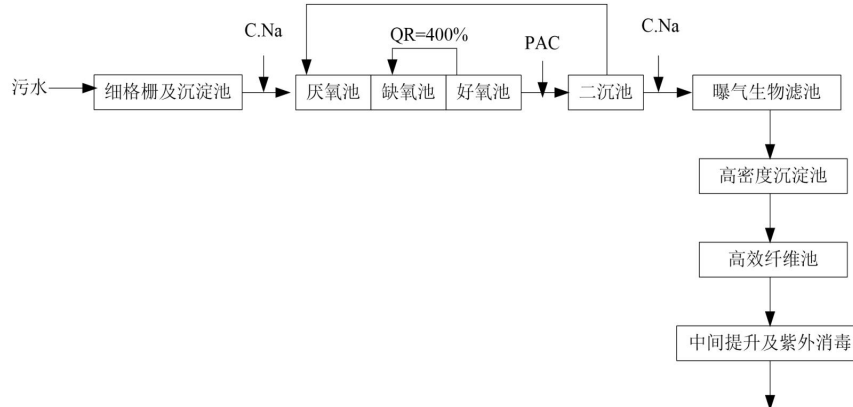 C.Na
QR=400%
PAC
C.Na
污水
细格栅及沉淀池
厌氧池
缺氧池
好氧池
二沉池
曝气生物滤池
高密度沉淀池
高效纤维池
中间提升及紫外消毒